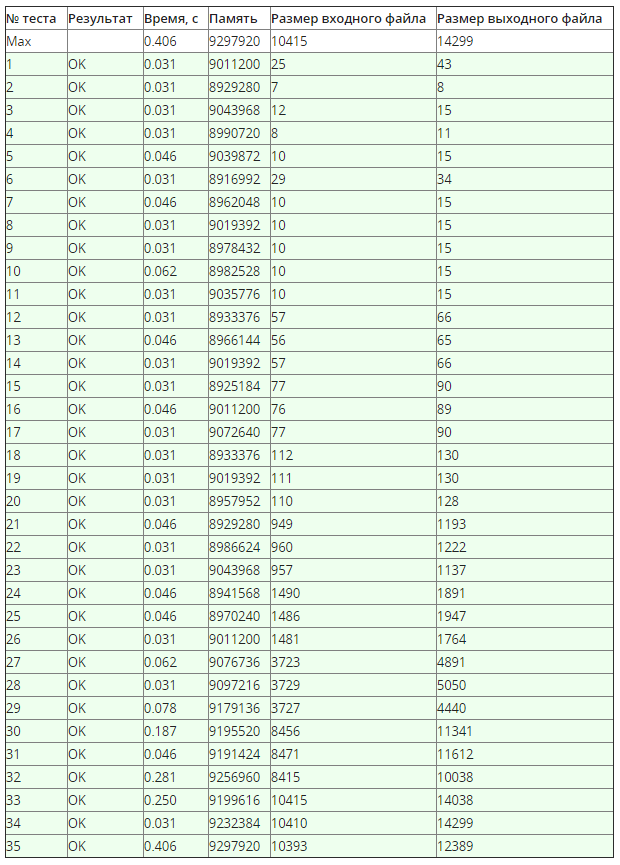 № теста Результат Время, с Память Размер входного файла Размер выходного файла
Max 0.406 9297920 10415 14299
1 OK 0.031 9011200 25 43
2 OK 0.031 8929280 7 8
3 OK 0.031 9043968 12 15
4 OK 0.031 8990720 8 11
5 OK 0.046 9039872 10 15
6 OK 0.031 8916992 29 34
7 OK 0.046 8962048 10 15
8 OK 0.031 9019392 10 15
9 OK 0.031 8978432 10 15
10 OK 0.062 8982528 10 15
11 OK 0.031 9035776 10 15
12 OK 0.031 8933376 57 66
13 OK 0.046 8966144 56 65
14 OK 0.031 9019392 57 66
15 OK 0.031 8925184 77 90
16 OK 0.046 9011200 76 89
17 OK 0.031 9072640 77 90
18 OK 0.031 8933376 112 130
19 OK 0.031 9019392 111 130
20 OK 0.031 8957952 110 128
21 OK 0.046 8929280 949 1193
22 OK 0.031 8986624 960 1222
23 OK 0.031 9043968 957 1137
24 OK 0.046 8941568 1490 1891
25 OK 0.046 8970240 1486 1947
26 OK 0.031 9011200 1481 1764
27 OK 0.062 9076736 3723 4891
28 OK 0.031 9097216 3729 5050
29 OK 0.078 9179136 3727 4440
30 OK 0.187 9195520 8456 11341
31 OK 0.046 9191424 8471 11612
32 OK 0.281 9256960 8415 10038
33 OK 0.250 9199616 10415 14038
34 OK 0.031 9232384 10410 14299
35 OK 0.406 9297920 10393 12389